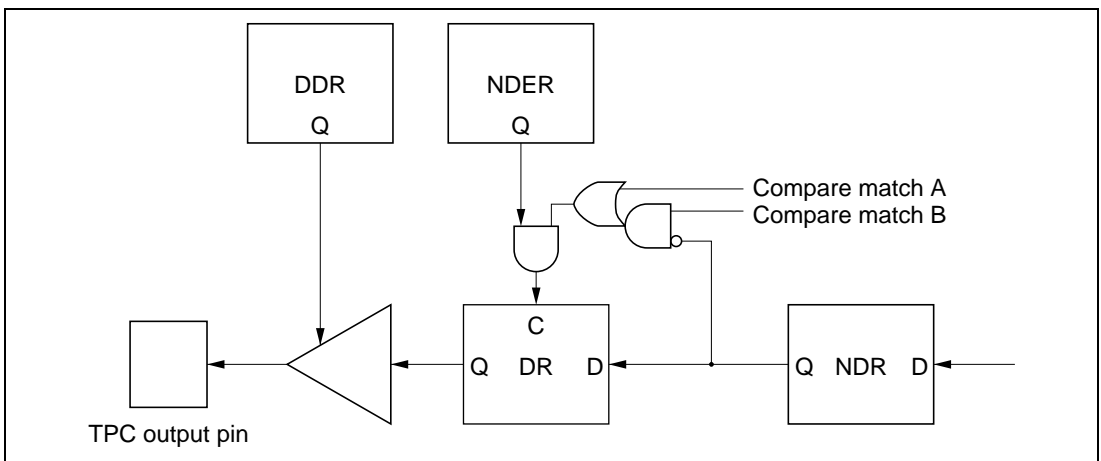 DDR
Q
NDER
Q
Compare match A
Compare match B
C
Q DR D
Q NDR D
TPC output pin